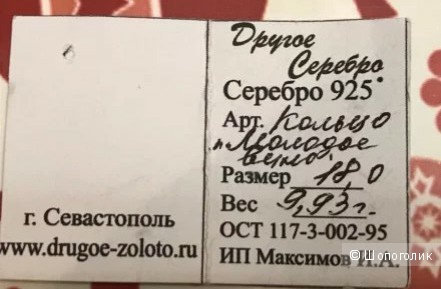 г. Севастополь
www.drugoe-zoloto.ru
Другое
Серебро
Серебро 925°
Арт. Кольцо
"Молодое
вино"
Размер 18,0
Вес 9,93г.
ОСТ 117-3-002-95
ИП Максимов И.А.
Шопоголик